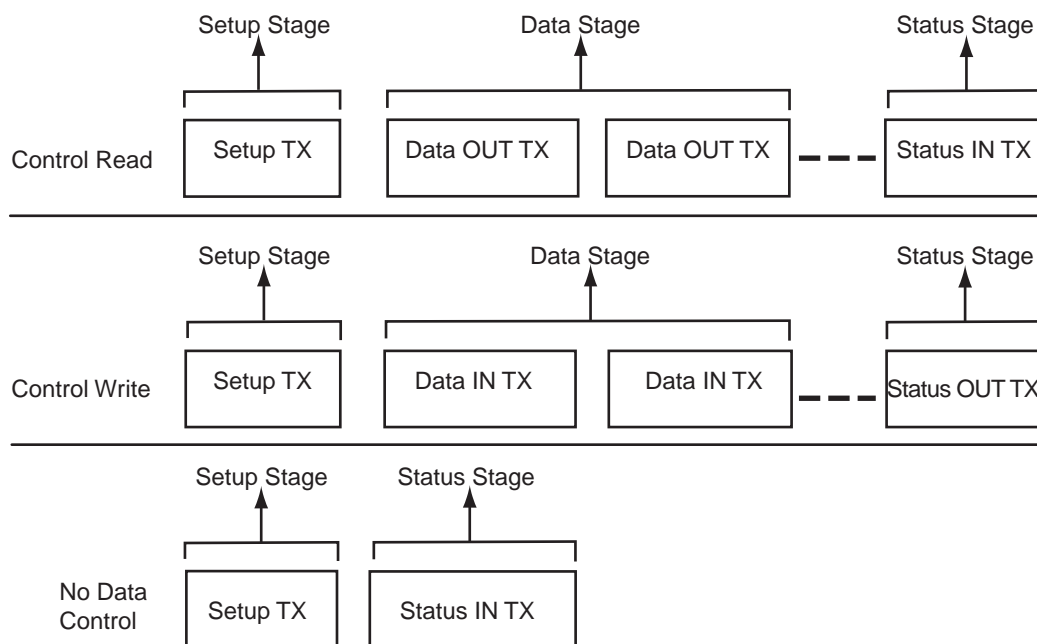 Setup Stage Data Stage Status Stage
Control Read Setup TX Data OUT TX Data OUT TX Status IN TX
Setup Stage Data Stage Status Stage
Control Write Setup TX Data IN TX Data IN TX Status OUT TX
Setup Stage Status Stage
No Data
Control Setup TX Status IN TX